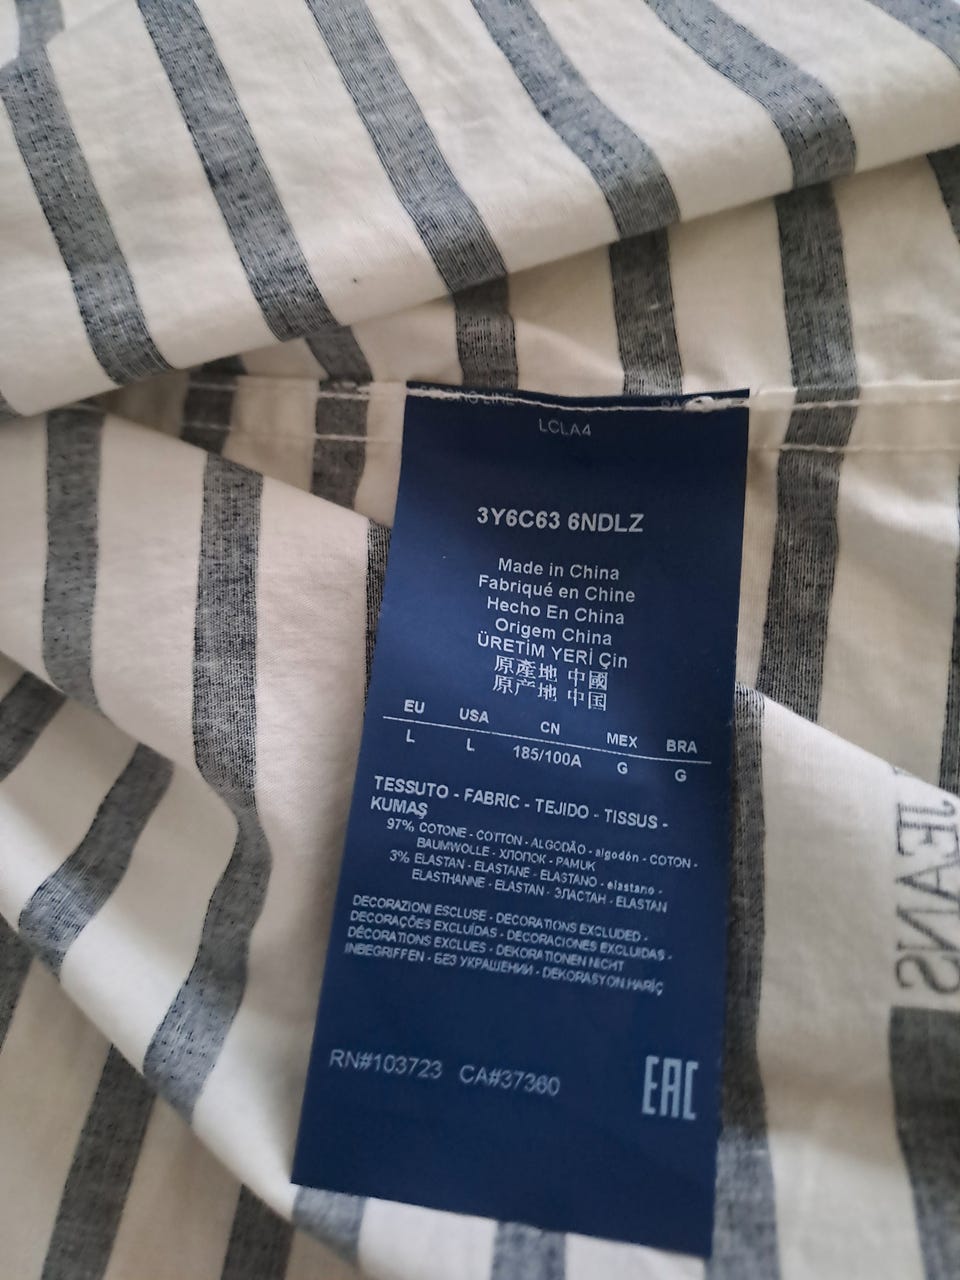 LCLA4
3Y6C63 6NDLZ
Made in China
Fabriqué en Chine
Hecho En China
Origem China
ÜRETİM YERİ Çin
原產地 中國
原产地 中国
EU USA CN MEX BRA
L L 185/100A G G
TESSUTO - FABRIC - TEJIDO - TISSUS -
KUMAŞ
97% COTONE - COTTON - ALGODÃO - algodón - COTON -
BAUMWOLLE - ХЛОПОК - PAMUK
3% ELASTAN - ELASTANE - ELASTANO - elastano -
ELASTHANNE - ELASTAN - ЭЛАСТАН - ELASTAN
DECORAZIONI ESCLUSE - DECORATIONS EXCLUDED -
DECORAÇÕES EXCLUÍDAS - DECORACIONES EXCLUIDAS -
DÉCORATIONS EXCLUES - DEKORATIONEN NICHT
INBEGRIFFEN - БЕЗ УКРАШЕНИИ - DEKORASYON HARİÇ
RN#103723 CA#37360
EAC
JEANS